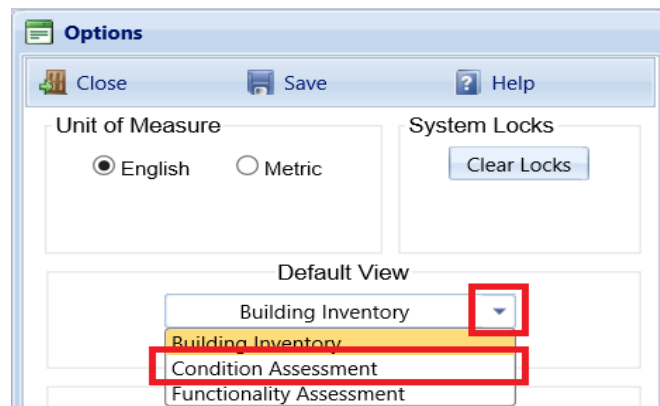 Options
Close Save Help
Unit of Measure System Locks
English Metric Clear Locks
Default View
Building Inventory
Building Inventory
Condition Assessment
Functionality Assessment